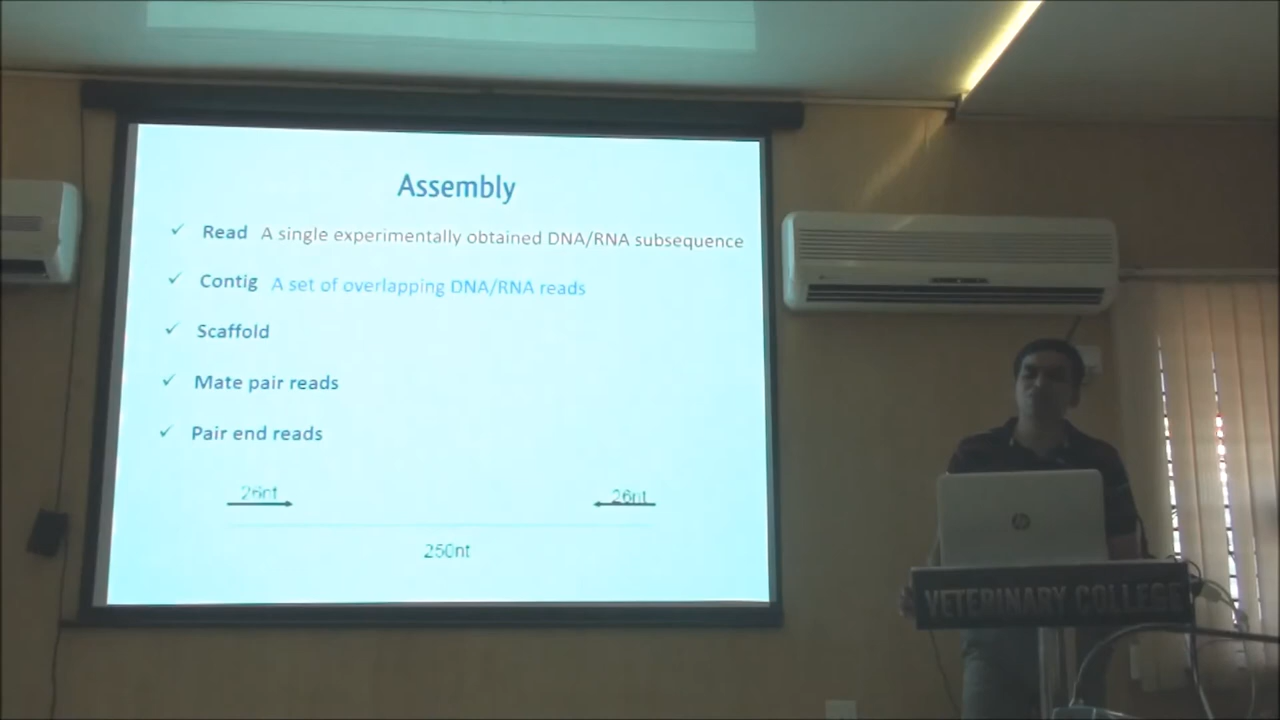 Assembly
✓ Read A single experimentally obtained DNA/RNA subsequence
✓ Contig A set of overlapping DNA/RNA reads
✓ Scaffold
✓ Mate pair reads
✓ Pair end reads
26nt 26nt
250nt
hp
VETERINARY COLLEGE